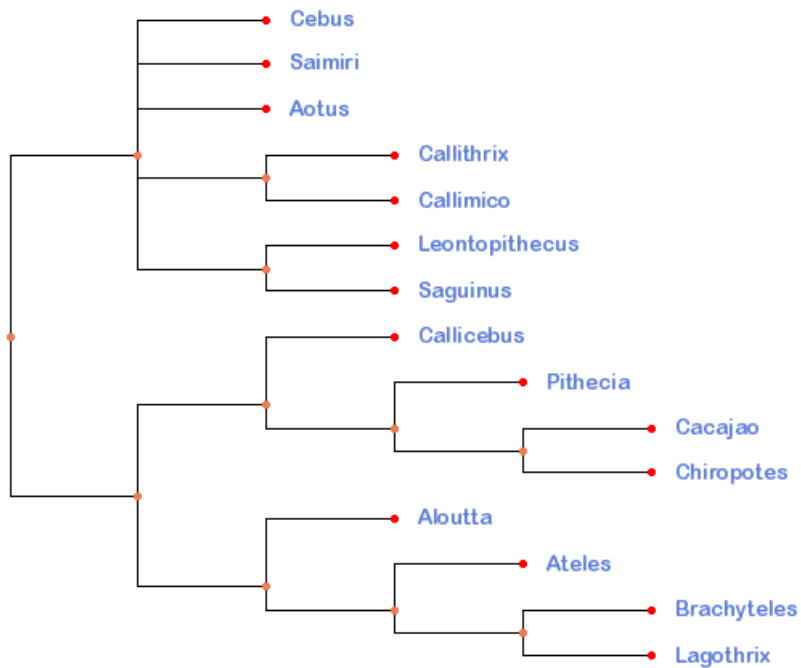 Cebus
Saimiri
Aotus
Callithrix
Callimico
Leontopithecus
Saguinus
Callicebus
Pithecia
Cacajao
Chiropotes
Aloutta
Ateles
Brachyteles
Lagothrix